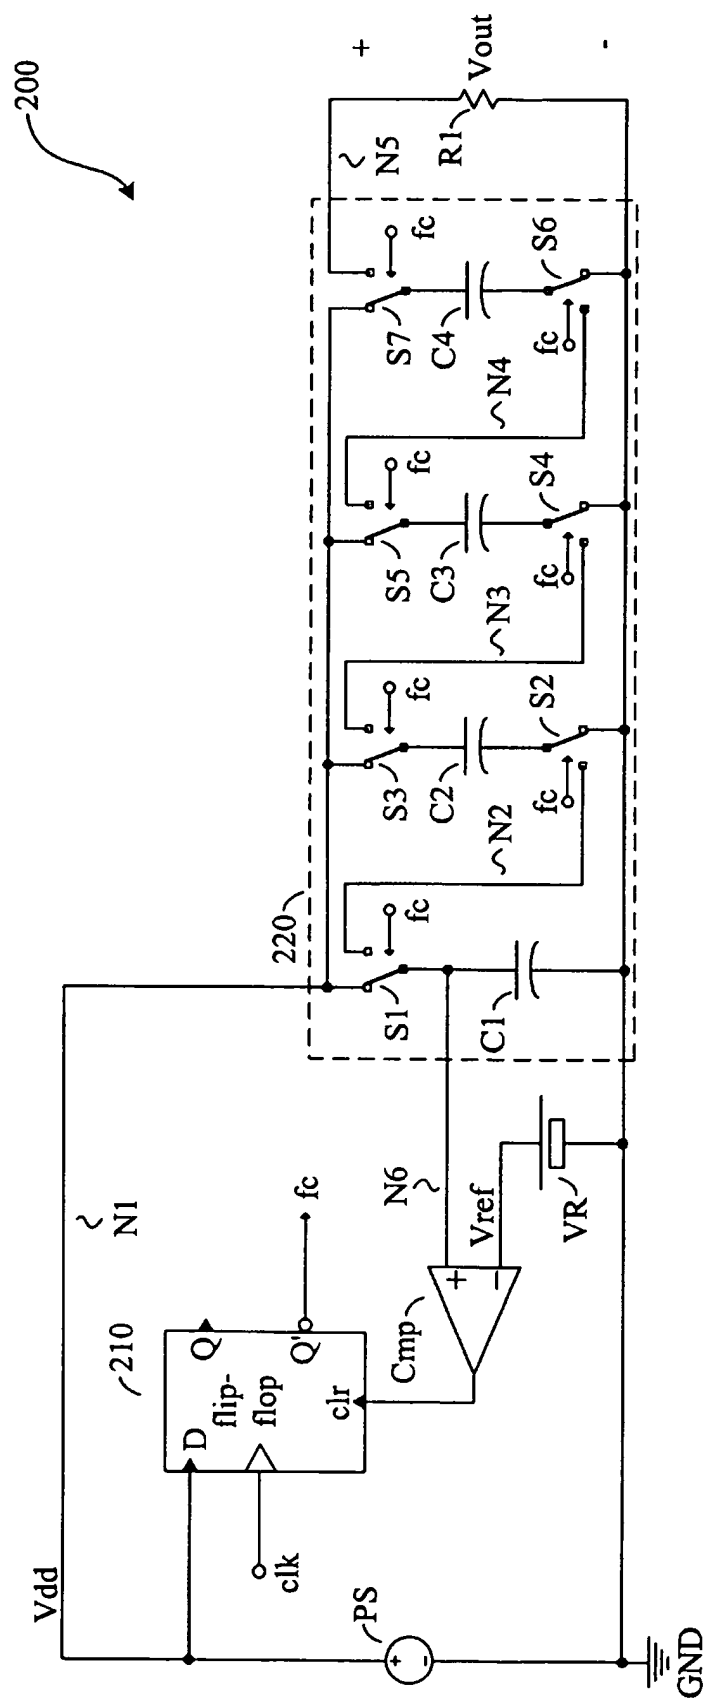 200
Vdd
N1
210
D
flip-
flop
Q
Q'
clr
clk
fc
PS
+
-
GND
Cmp
+
-
N6
Vref
VR
220
S1
fc
C1
N2
S3
fc
C2
fc
S2
N3
S5
fc
C3
fc
S4
N4
S7
fc
C4
fc
S6
N5
R1
+
Vout
-